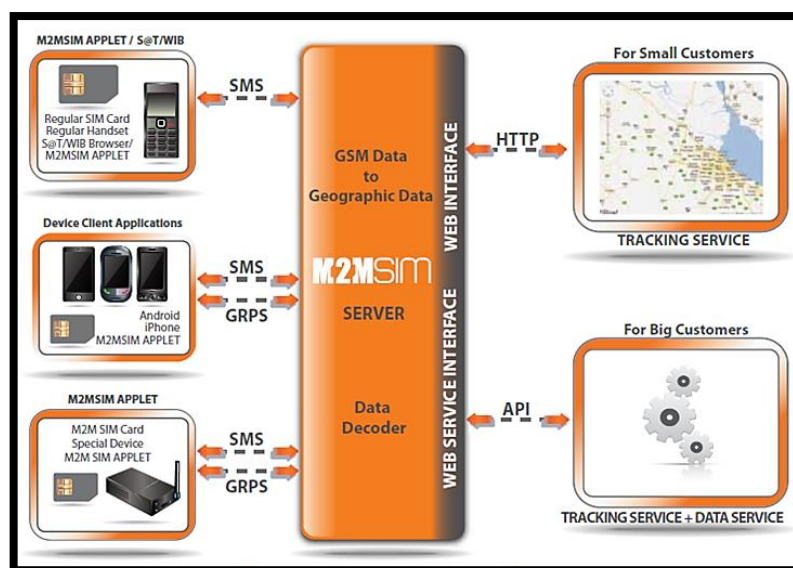 M2MSIM APPLET / S@T/WIB
Regular SIM Card
Regular Handset
S@T/WIB Browser/
M2MSIM APPLET
SMS
Device Client Applications
Android
iPhone
M2MSIM APPLET
SMS
GRPS
M2MSIM APPLET
M2M SIM Card
Special Device
M2M SIM APPLET
SMS
GRPS
GSM Data
to
Geographic Data
M2MSIM
SERVER
Data
Decoder
WEB INTERFACE
WEB SERVICE INTERFACE
HTTP
For Small Customers
TRACKING SERVICE
API
For Big Customers
TRACKING SERVICE + DATA SERVICE